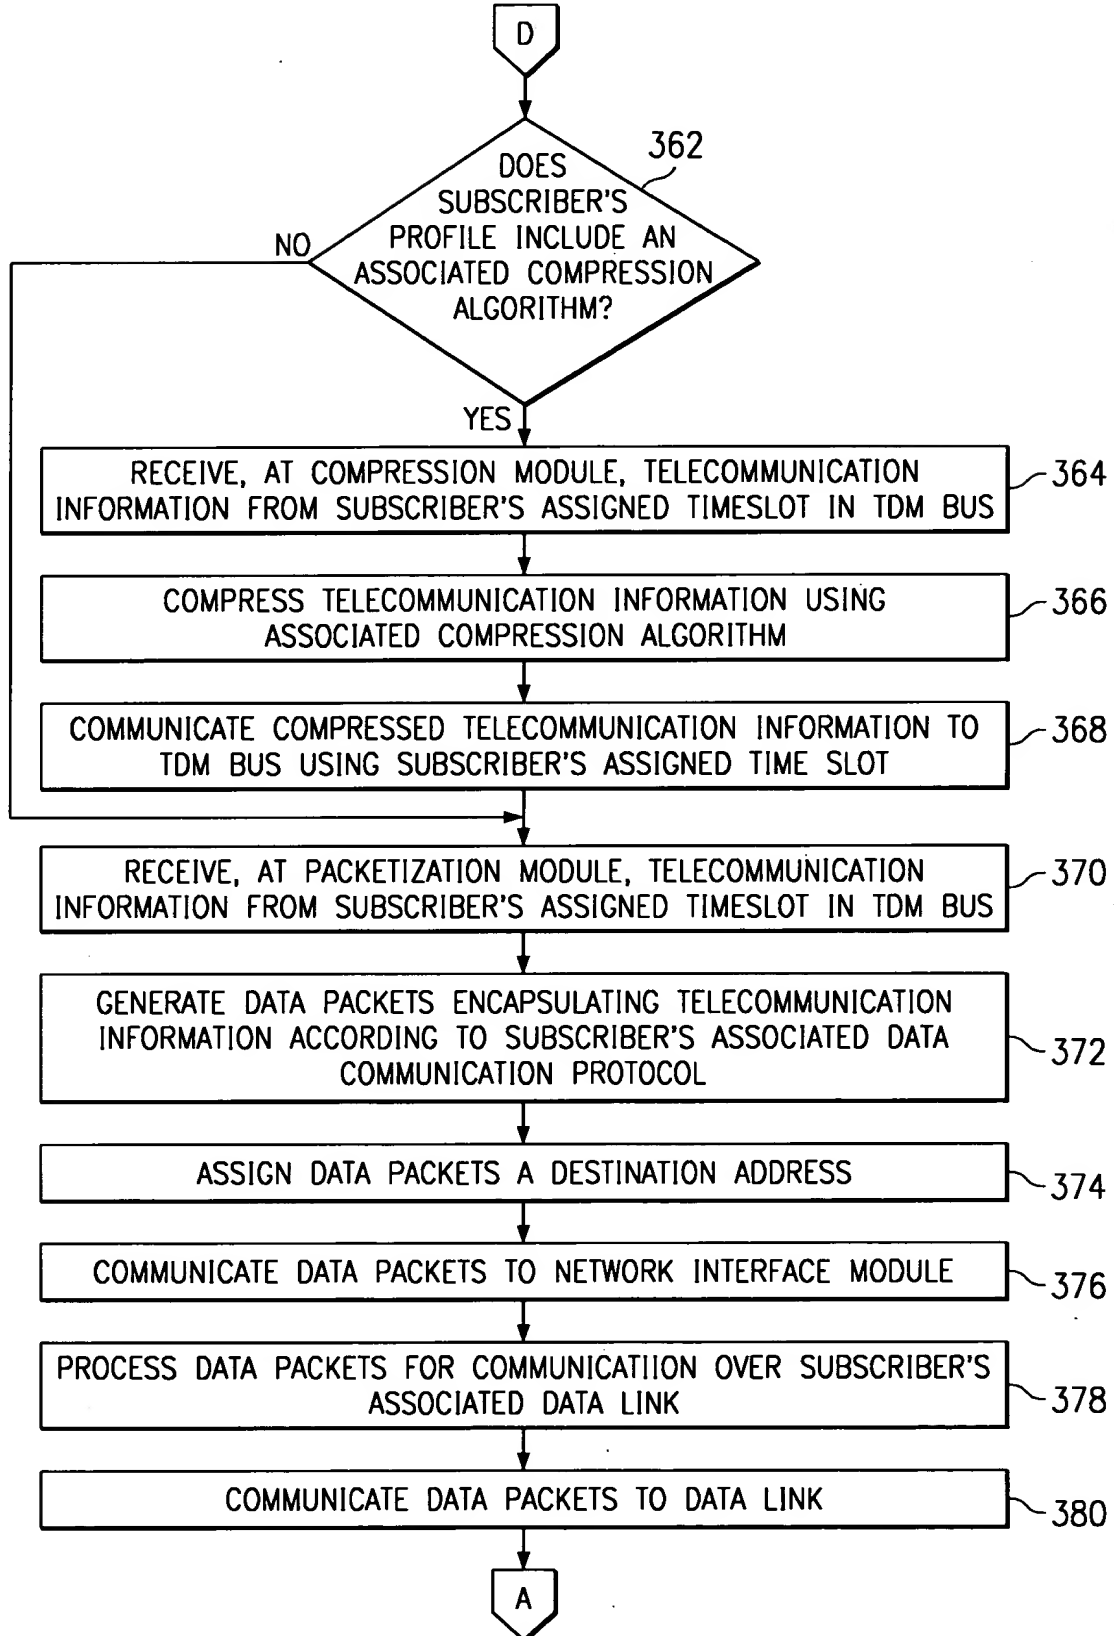 D
362
DOES
SUBSCRIBER'S
PROFILE INCLUDE AN
ASSOCIATED COMPRESSION
ALGORITHM?
NO
YES
RECEIVE, AT COMPRESSION MODULE, TELECOMMUNICATION
INFORMATION FROM SUBSCRIBER'S ASSIGNED TIMESLOT IN TDM BUS
364
COMPRESS TELECOMMUNICATION INFORMATION USING
ASSOCIATED COMPRESSION ALGORITHM
366
COMMUNICATE COMPRESSED TELECOMMUNICATION INFORMATION TO
TDM BUS USING SUBSCRIBER'S ASSIGNED TIME SLOT
368
RECEIVE, AT PACKETIZATION MODULE, TELECOMMUNICATION
INFORMATION FROM SUBSCRIBER'S ASSIGNED TIMESLOT IN TDM BUS
370
GENERATE DATA PACKETS ENCAPSULATING TELECOMMUNICATION
INFORMATION ACCORDING TO SUBSCRIBER'S ASSOCIATED DATA
COMMUNICATION PROTOCOL
372
ASSIGN DATA PACKETS A DESTINATION ADDRESS
374
COMMUNICATE DATA PACKETS TO NETWORK INTERFACE MODULE
376
PROCESS DATA PACKETS FOR COMMUNICATIION OVER SUBSCRIBER'S
ASSOCIATED DATA LINK
378
COMMUNICATE DATA PACKETS TO DATA LINK
380
A